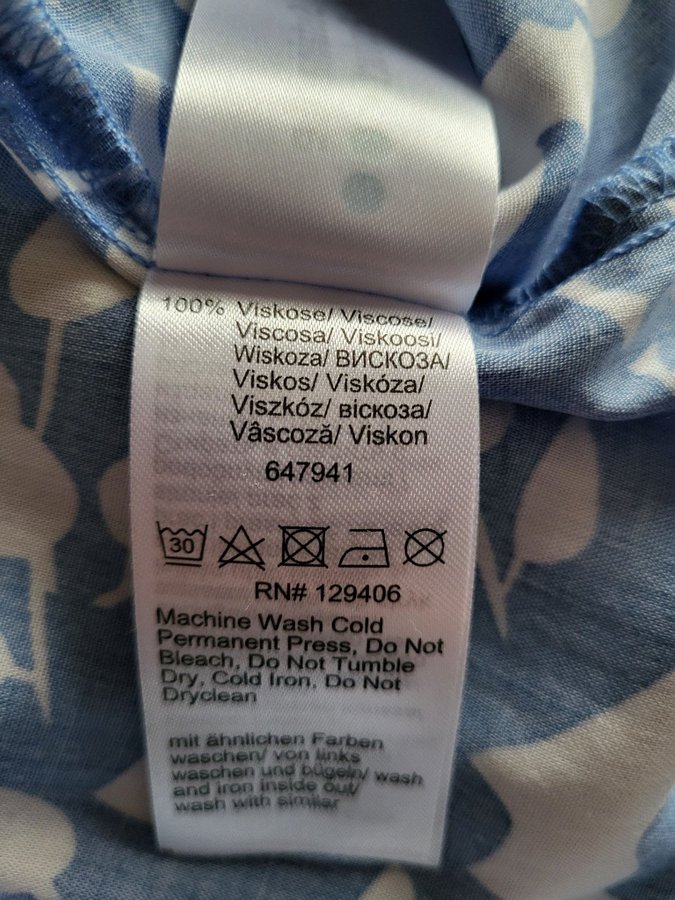 100% Viskose/ Viscose/
Viscosa/ Viskoosi/
Wiskoza/ ВИСКОЗА/
Viskos/ Viskóza/
Viszkóz/ віскоза/
Vâscoză/ Viskon
647941
30
RN# 129406
Machine Wash Cold
Permanent Press, Do Not
Bleach, Do Not Tumble
Dry, Cold Iron, Do Not
Dryclean
mit ähnlichen Farben
waschen/ von links
waschen und bügeln/ wash
and iron inside out/
wash with similar